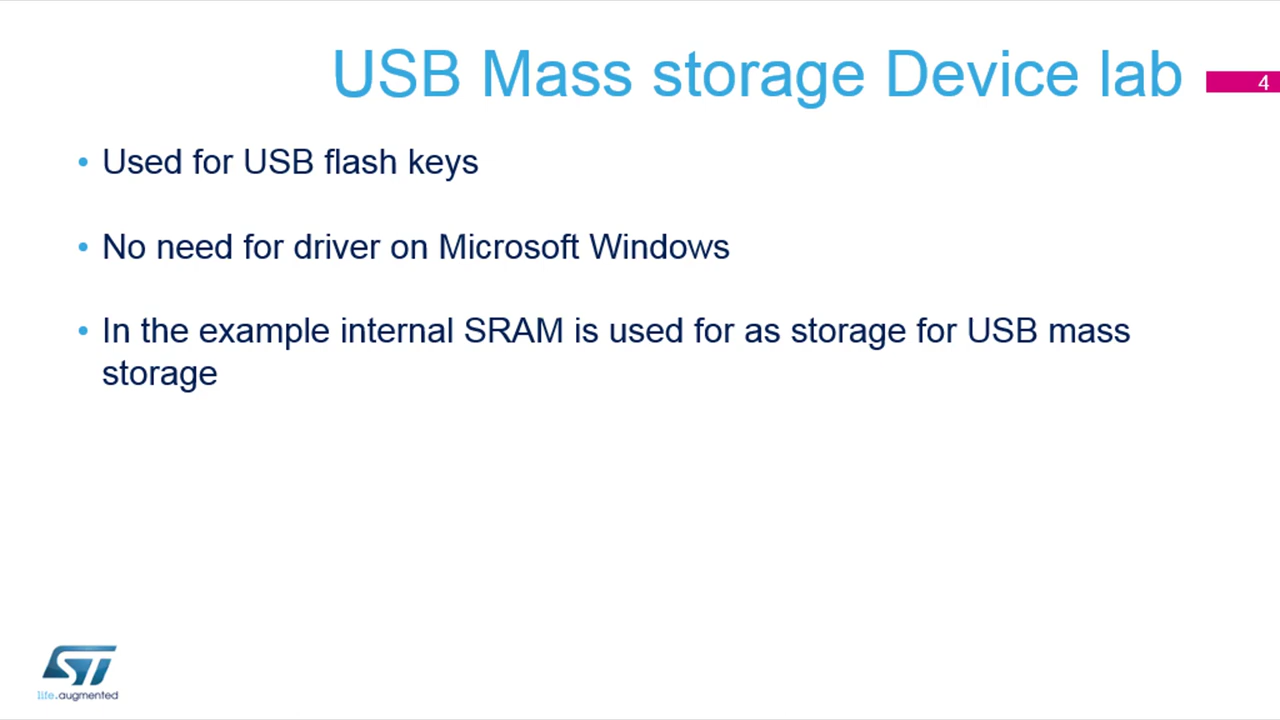 USB Mass storage Device lab
4
• Used for USB flash keys
• No need for driver on Microsoft Windows
• In the example internal SRAM is used for as storage for USB mass
storage
ST
life.augmented